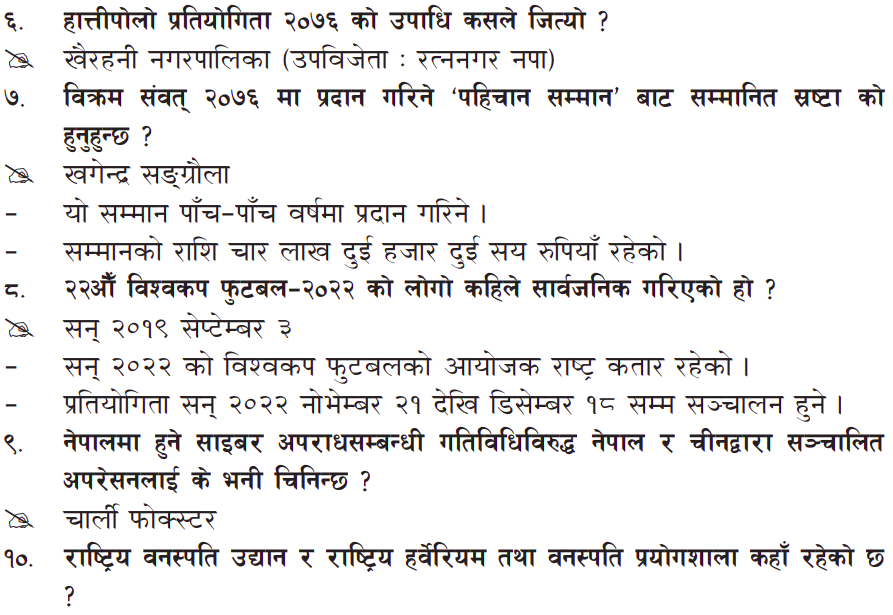 ६. हात्तीपोलो प्रतियोगिता २०७६ को उपाधि कसले जित्यो ?
✍ खैरहनी नगरपालिका (उपविजेता : रत्ननगर नपा)
७. विक्रम संवत् २०७६ मा प्रदान गरिने ‘पहिचान सम्मान’ बाट सम्मानित स्रष्टा को
हुनुहुन्छ ?
✍ खगेन्द्र सङ्ग्रौला
– यो सम्मान पाँच–पाँच वर्षमा प्रदान गरिने ।
– सम्मानको राशि चार लाख दुई हजार दुई सय रुपियाँ रहेको ।
८. २२औँ विश्वकप फुटबल–२०२२ को लोगो कहिले सार्वजनिक गरिएको हो ?
✍ सन् २०१९ सेप्टेम्बर ३
– सन् २०२२ को विश्वकप फुटबलको आयोजक राष्ट्र कतार रहेको ।
– प्रतियोगिता सन् २०२२ नोभेम्बर २१ देखि डिसेम्बर १८ सम्म सञ्चालन हुने ।
९. नेपालमा हुने साइबर अपराधसम्बन्धी गतिविधिविरुद्ध नेपाल र चीनद्वारा सञ्चालित
अपरेसनलाई के भनी चिनिन्छ ?
✍ चार्ली फोक्स्टर
१०. राष्ट्रिय वनस्पति उद्यान र राष्ट्रिय हर्वेरियम तथा वनस्पति प्रयोगशाला कहाँ रहेको छ
?